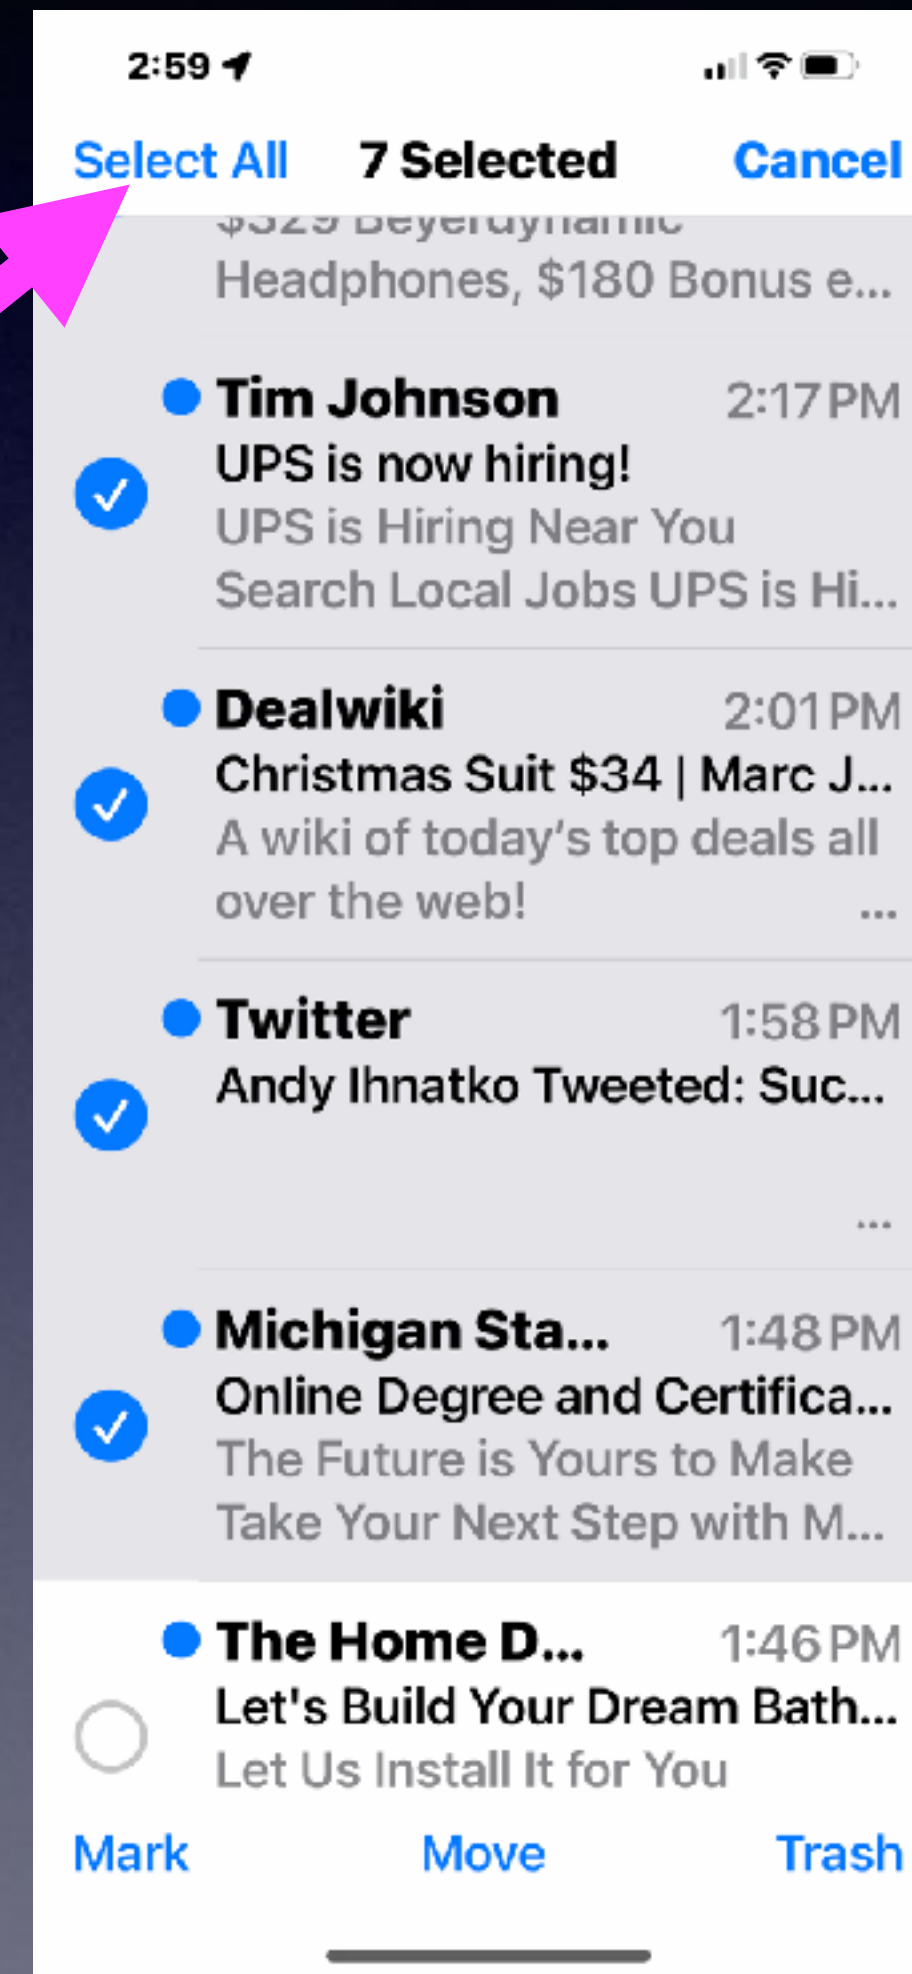 2:59
Select All 7 Selected Cancel
$329 Beyerdynamic
Headphones, $180 Bonus e...
Tim Johnson 2:17 PM
UPS is now hiring!
UPS is Hiring Near You
Search Local Jobs UPS is Hi...
Dealwiki 2:01 PM
Christmas Suit $34 | Marc J...
A wiki of today's top deals all
over the web! ...
Twitter 1:58 PM
Andy Ihnatko Tweeted: Suc...
...
Michigan Sta... 1:48 PM
Online Degree and Certifica...
The Future is Yours to Make
Take Your Next Step with M...
The Home D... 1:46 PM
Let's Build Your Dream Bath...
Let Us Install It for You
Mark Move Trash